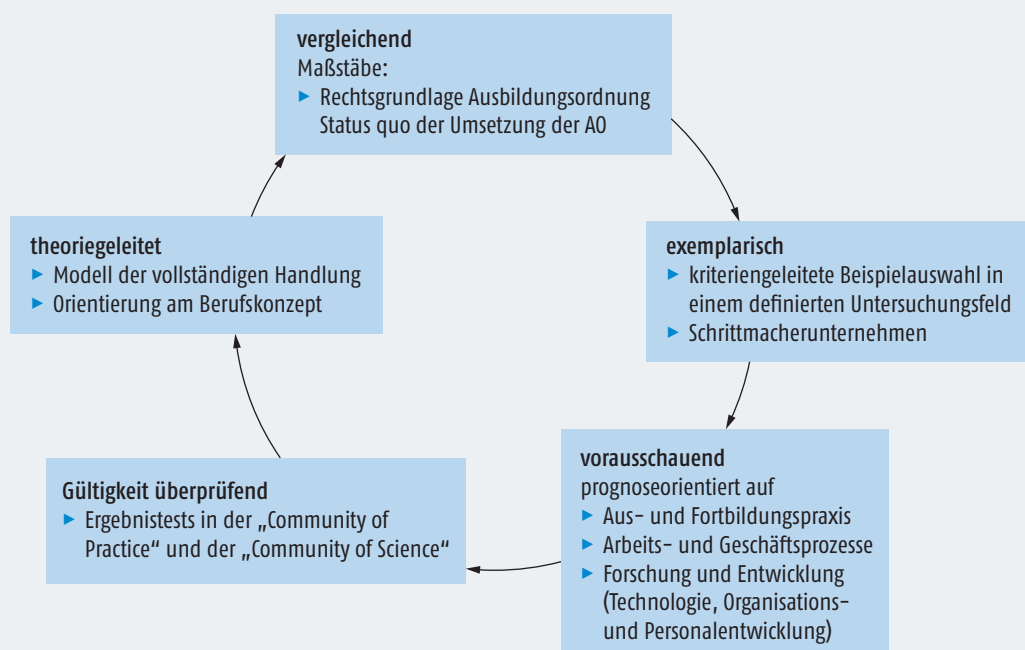 vergleichend
Maßstäbe:
► Rechtsgrundlage Ausbildungsordnung
Status quo der Umsetzung der AO
exemplarisch
► kriteriengeleitete Beispielauswahl in
einem definierten Untersuchungsfeld
► Schrittmacherunternehmen
vorausschauend
prognoseorientiert auf
► Aus- und Fortbildungspraxis
► Arbeits- und Geschäftsprozesse
► Forschung und Entwicklung
(Technologie, Organisations-
und Personalentwicklung)
Gültigkeit überprüfend
► Ergebnistests in der „Community of
Practice“ und der „Community of Science“
theoriegeleitet
► Modell der vollständigen Handlung
► Orientierung am Berufskonzept